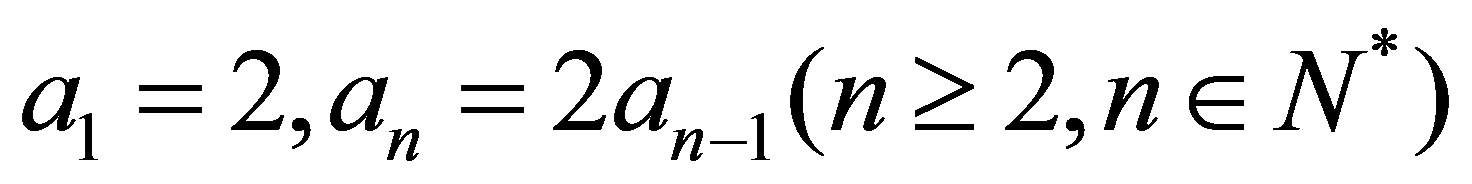 a₁ = 2, aₙ = 2aₙ₋₁(n ≥ 2, n ∈ N*)